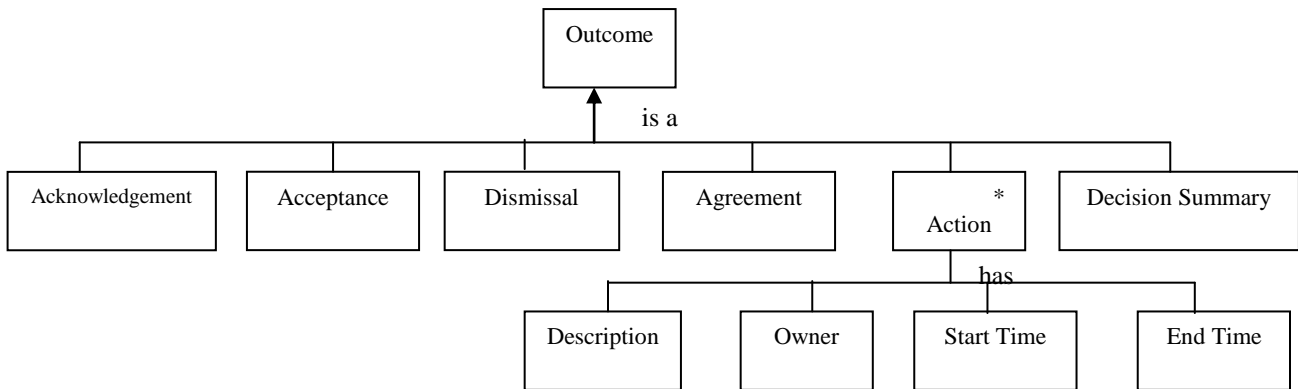 Outcome
is a
Acknowledgement
Acceptance
Dismissal
Agreement
*
Action
Decision Summary
has
Description
Owner
Start Time
End Time